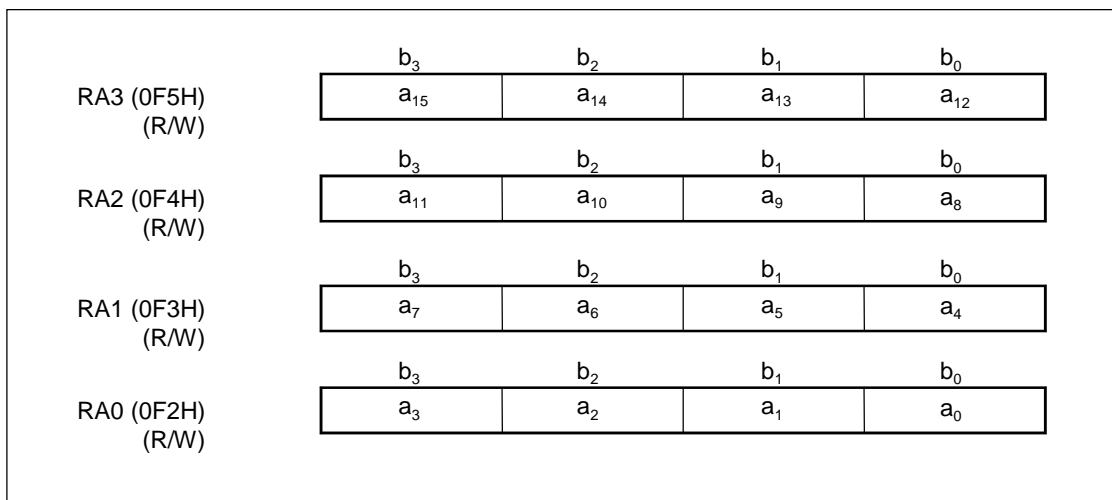 b3 b2 b1 b0
RA3 (0F5H) a15 a14 a13 a12
(R/W)
b3 b2 b1 b0
RA2 (0F4H) a11 a10 a9 a8
(R/W)
b3 b2 b1 b0
RA1 (0F3H) a7 a6 a5 a4
(R/W)
b3 b2 b1 b0
RA0 (0F2H) a3 a2 a1 a0
(R/W)